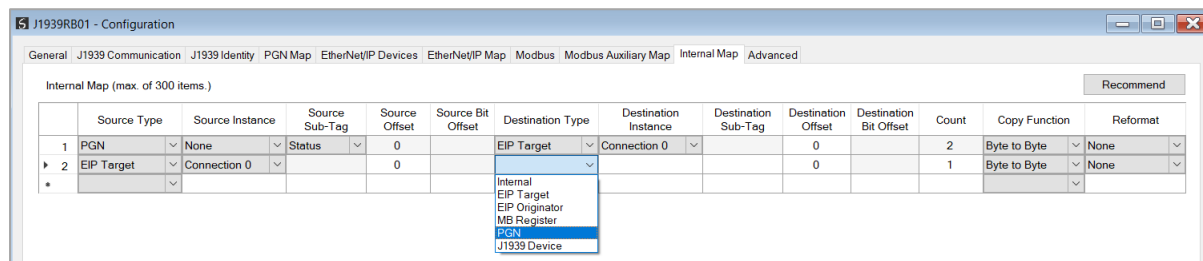 J1939RB01 - Configuration
General J1939 Communication J1939 Identity PGN Map EtherNet/IP Devices EtherNet/IP Map Modbus Modbus Auxiliary Map Internal Map Advanced
Internal Map (max. of 300 items.) Recommend
Source Type Source Instance Source Sub-Tag Source Offset Source Bit Offset Destination Type Destination Instance Destination Sub-Tag Destination Offset Destination Bit Offset Count Copy Function Reformat
1 PGN None Status 0 EIP Target Connection 0 0 2 Byte to Byte None
2 EIP Target Connection 0 0 0 1 Byte to Byte None
Internal
EIP Target
EIP Originator
MB Register
PGN
J1939 Device